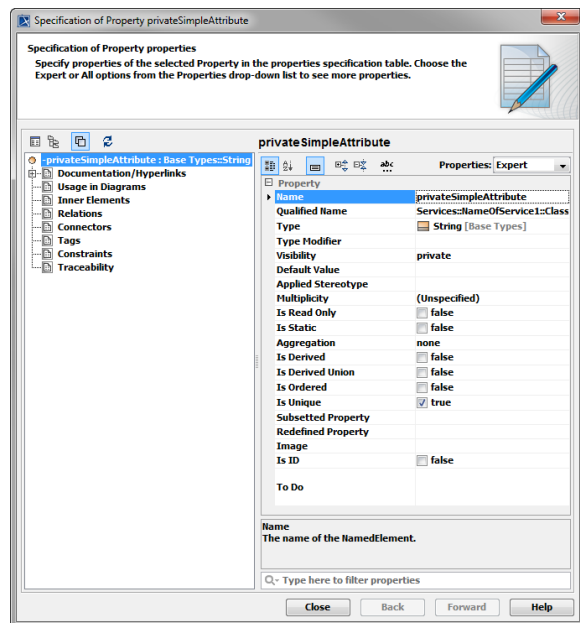 Specification of Property privateSimpleAttribute
Specification of Property properties
Specify properties of the selected Property in the properties specification table. Choose the
Expert or All options from the Properties drop-down list to see more properties.
privateSimpleAttribute
-privateSimpleAttribute : Base Types::String
Documentation/Hyperlinks
Usage in Diagrams
Inner Elements
Relations
Connectors
Tags
Constraints
Traceability
Properties: Expert
Property
Name privateSimpleAttribute
Qualified Name Services::NameOfService1::Class
Type String [Base Types]
Type Modifier
Visibility private
Default Value
Applied Stereotype
Multiplicity (Unspecified)
Is Read Only false
Is Static false
Aggregation none
Is Derived false
Is Derived Union false
Is Ordered false
Is Unique true
Subsetted Property
Redefined Property
Image
Is ID false
To Do
Name
The name of the NamedElement.
Type here to filter properties
Close Back Forward Help